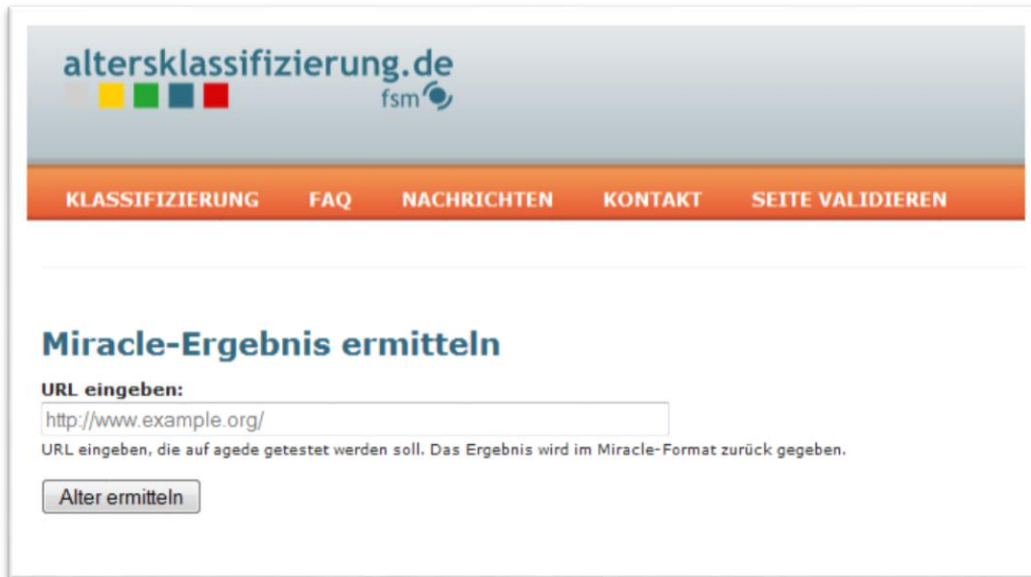 altersklassifizierung.de
fsm
KLASSIFIZIERUNG FAQ NACHRICHTEN KONTAKT SEITE VALIDIEREN
Miracle-Ergebnis ermitteln
URL eingeben:
http://www.example.org/
URL eingeben, die auf agede getestet werden soll. Das Ergebnis wird im Miracle-Format zurück gegeben.
Alter ermitteln